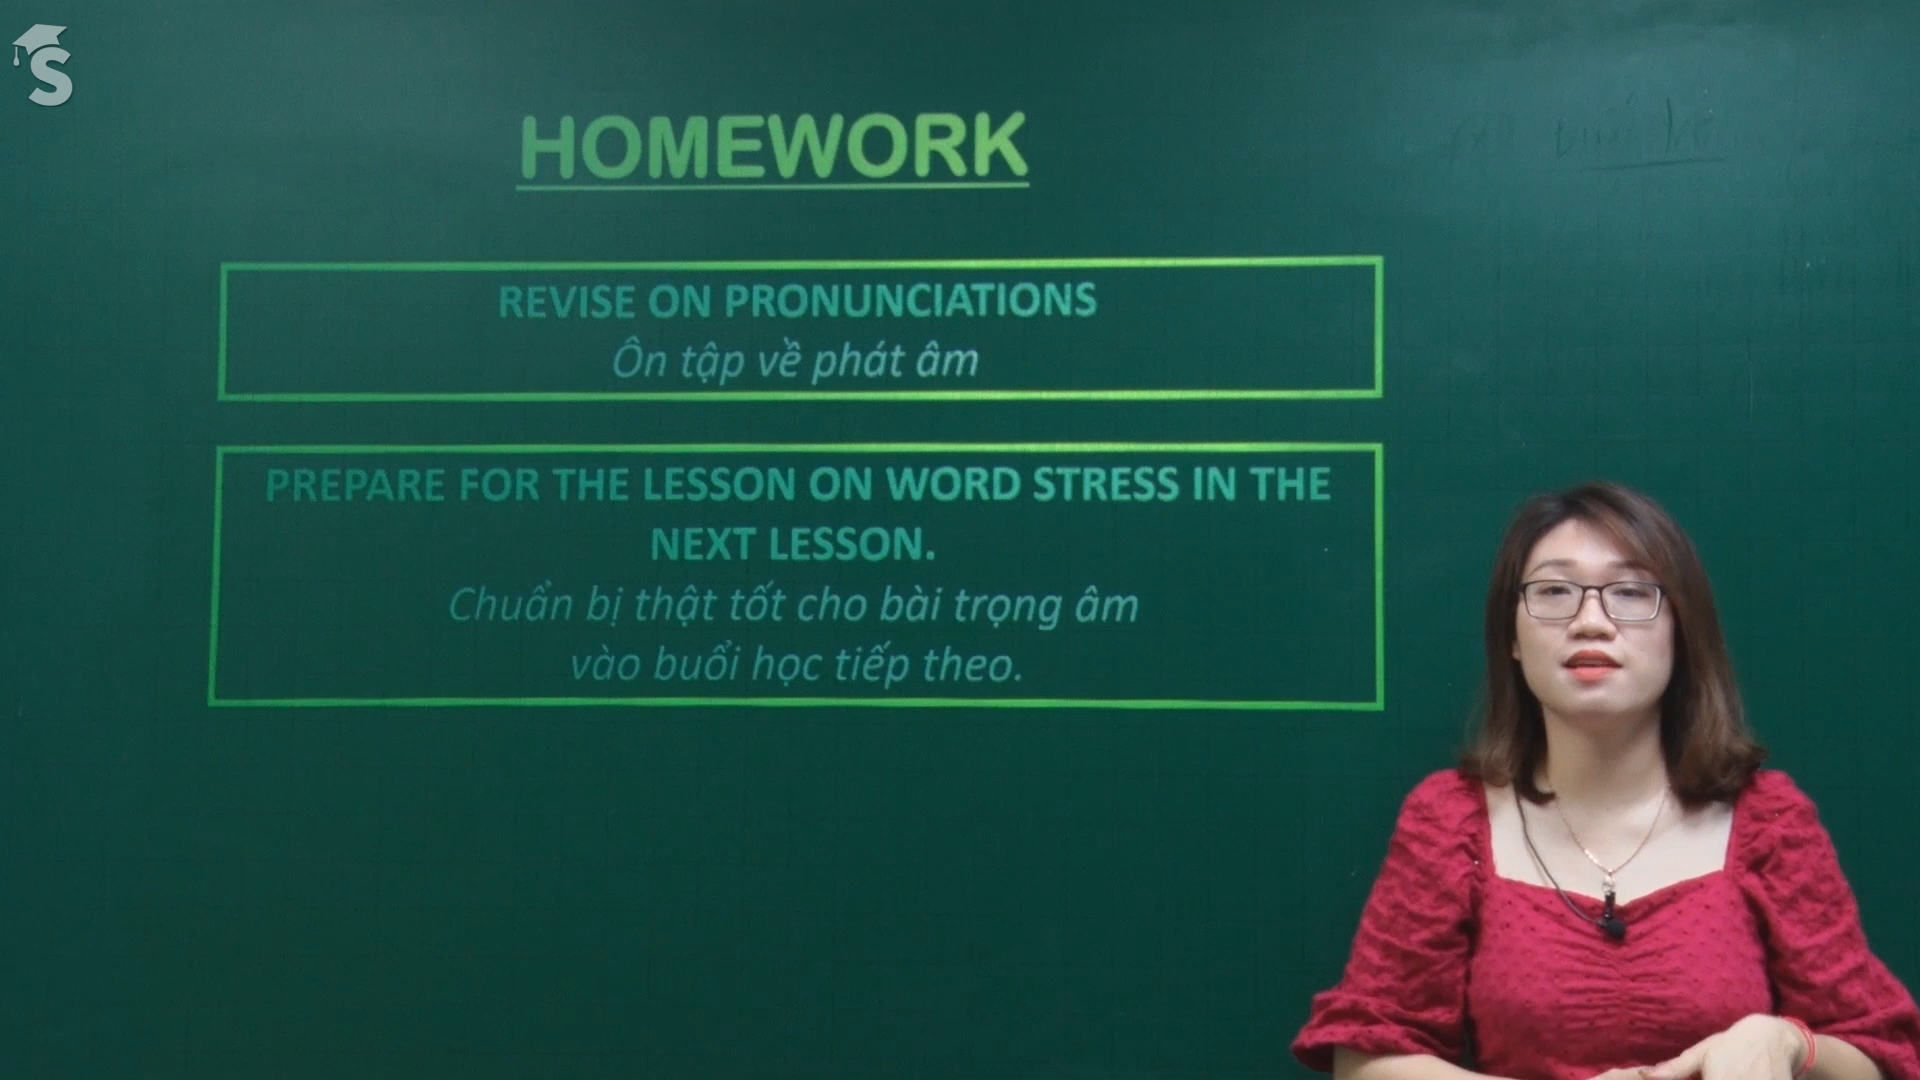 S
HOMEWORK
REVISE ON PRONUNCIATIONS
Ôn tập về phát âm
PREPARE FOR THE LESSON ON WORD STRESS IN THE
NEXT LESSON.
Chuẩn bị thật tốt cho bài trọng âm
vào buổi học tiếp theo.